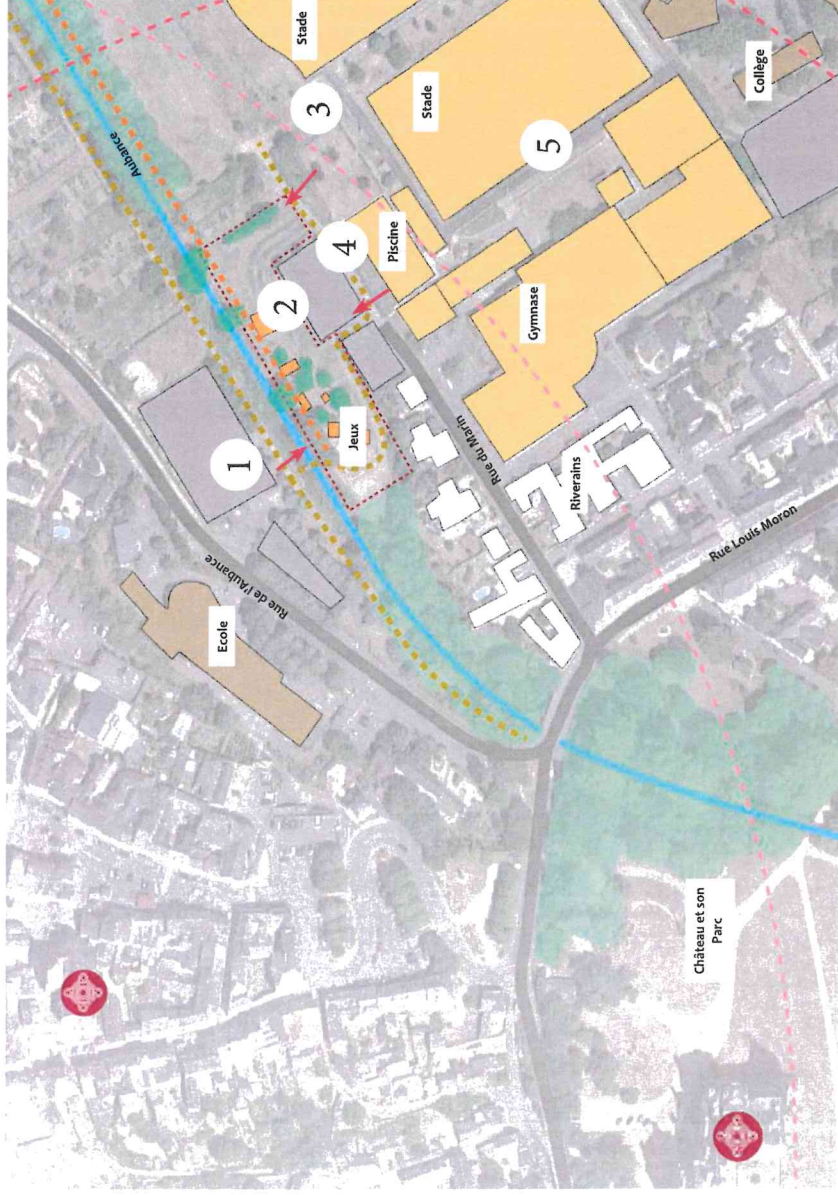 Stade
Aubance
3
Stade
Collège
5
4
Piscine
2
Gymnase
Jeux
1
Rue du Marin
Riverains
Rue Louis Moron
Rue de l'Aubance
Ecole
Château et son
Parc